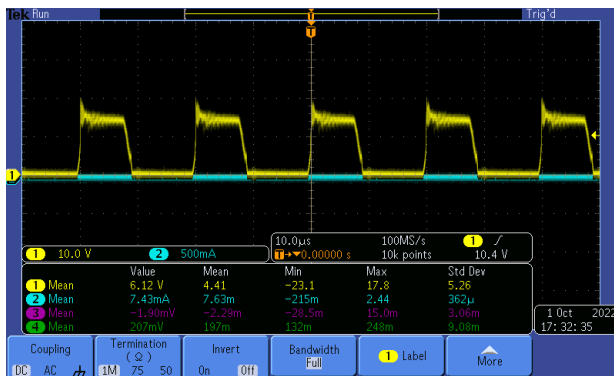 Tek Run Trig'd
T
T
1
10.0µs 100MS/s 1
1 10.0 V 2 500mA T→▼0.00000 s 10k points 10.4 V
Value Mean Min Max Std Dev
1 Mean 6.12 V 4.41 −23.1 17.8 5.26
2 Mean 7.43mA 7.63m −215m 2.44 362µ
3 Mean −1.90mV −2.29m −28.5m 15.0m 3.06m
4 Mean 207mV 197m 132m 248m 9.08m
1 Oct 2022
17:32:35
Coupling Termination Invert Bandwidth 1 Label More
(Ω) Full
DC AC 1M 75 50 On Off